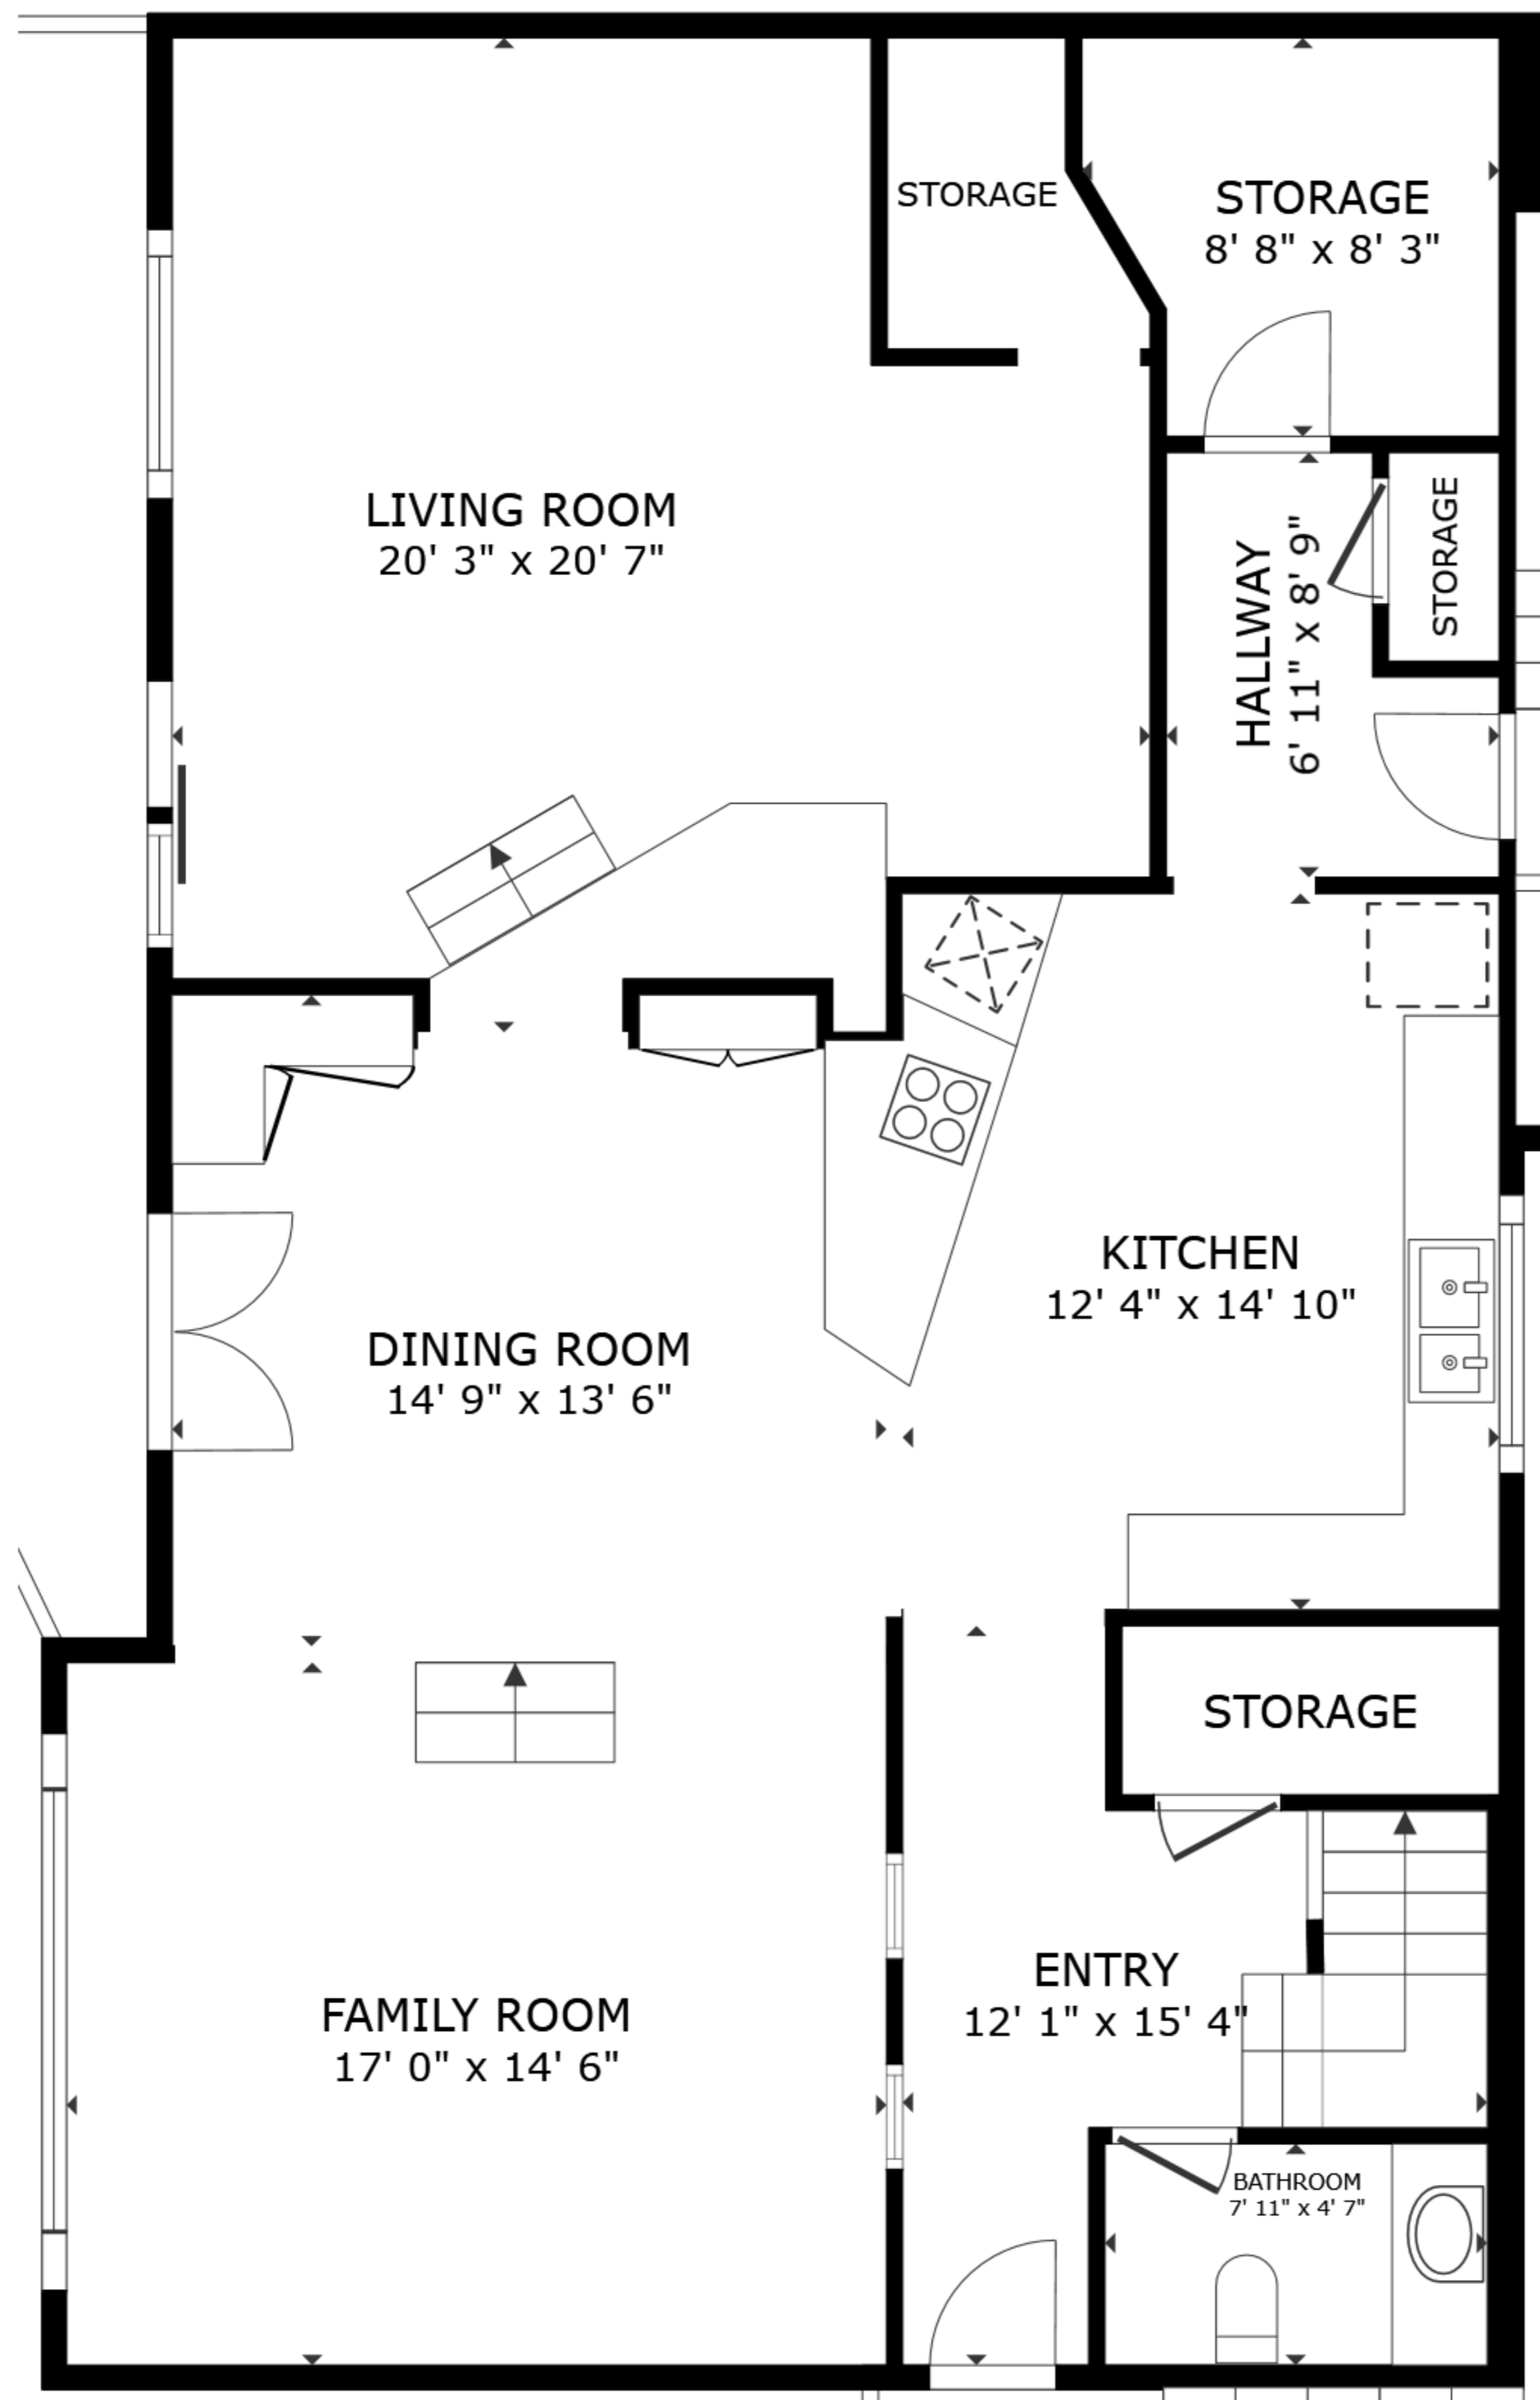 STORAGE
STORAGE
8' 8" x 8' 3"
LIVING ROOM
20' 3" x 20' 7"
HALLWAY
6' 11" x 8' 9"
STORAGE
KITCHEN
12' 4" x 14' 10"
DINING ROOM
14' 9" x 13' 6"
STORAGE
ENTRY
12' 1" x 15' 4"
FAMILY ROOM
17' 0" x 14' 6"
BATHROOM
7' 11" x 4' 7"